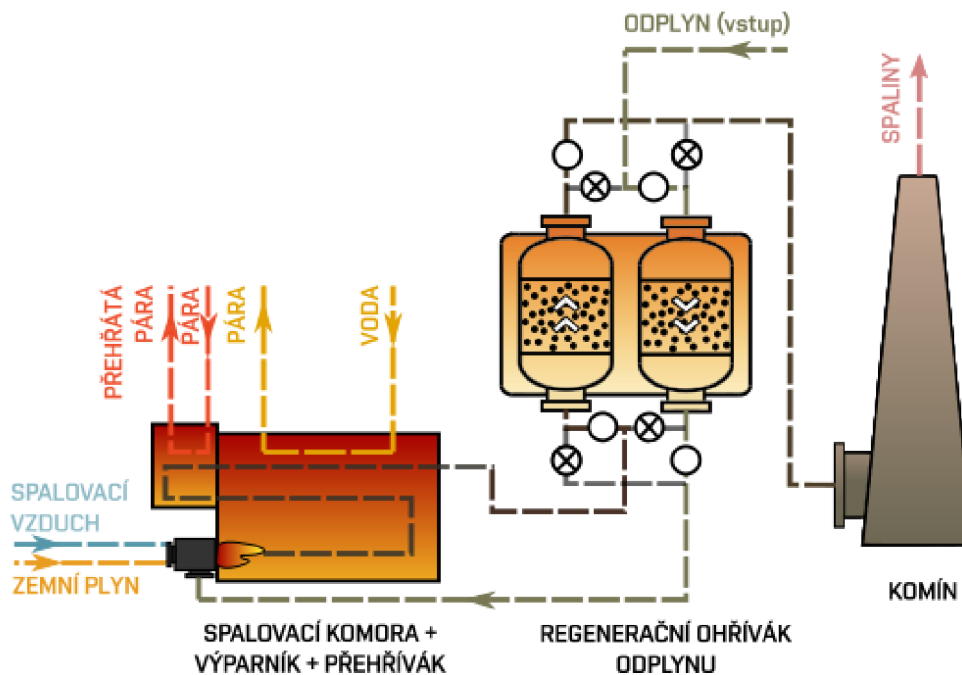 ODPLYN (vstup)
SPALINY
PŘEHŘÁTÁ
PÁRA
PÁRA
PÁRA
VODA
SPALOVACÍ
VZDUCH
ZEMNÍ PLYN
KOMÍN
SPALOVACÍ KOMORA +
VÝPARNÍK + PŘEHŘÍVÁK
REGENERAČNÍ OHŘÍVÁK
ODPLYNU